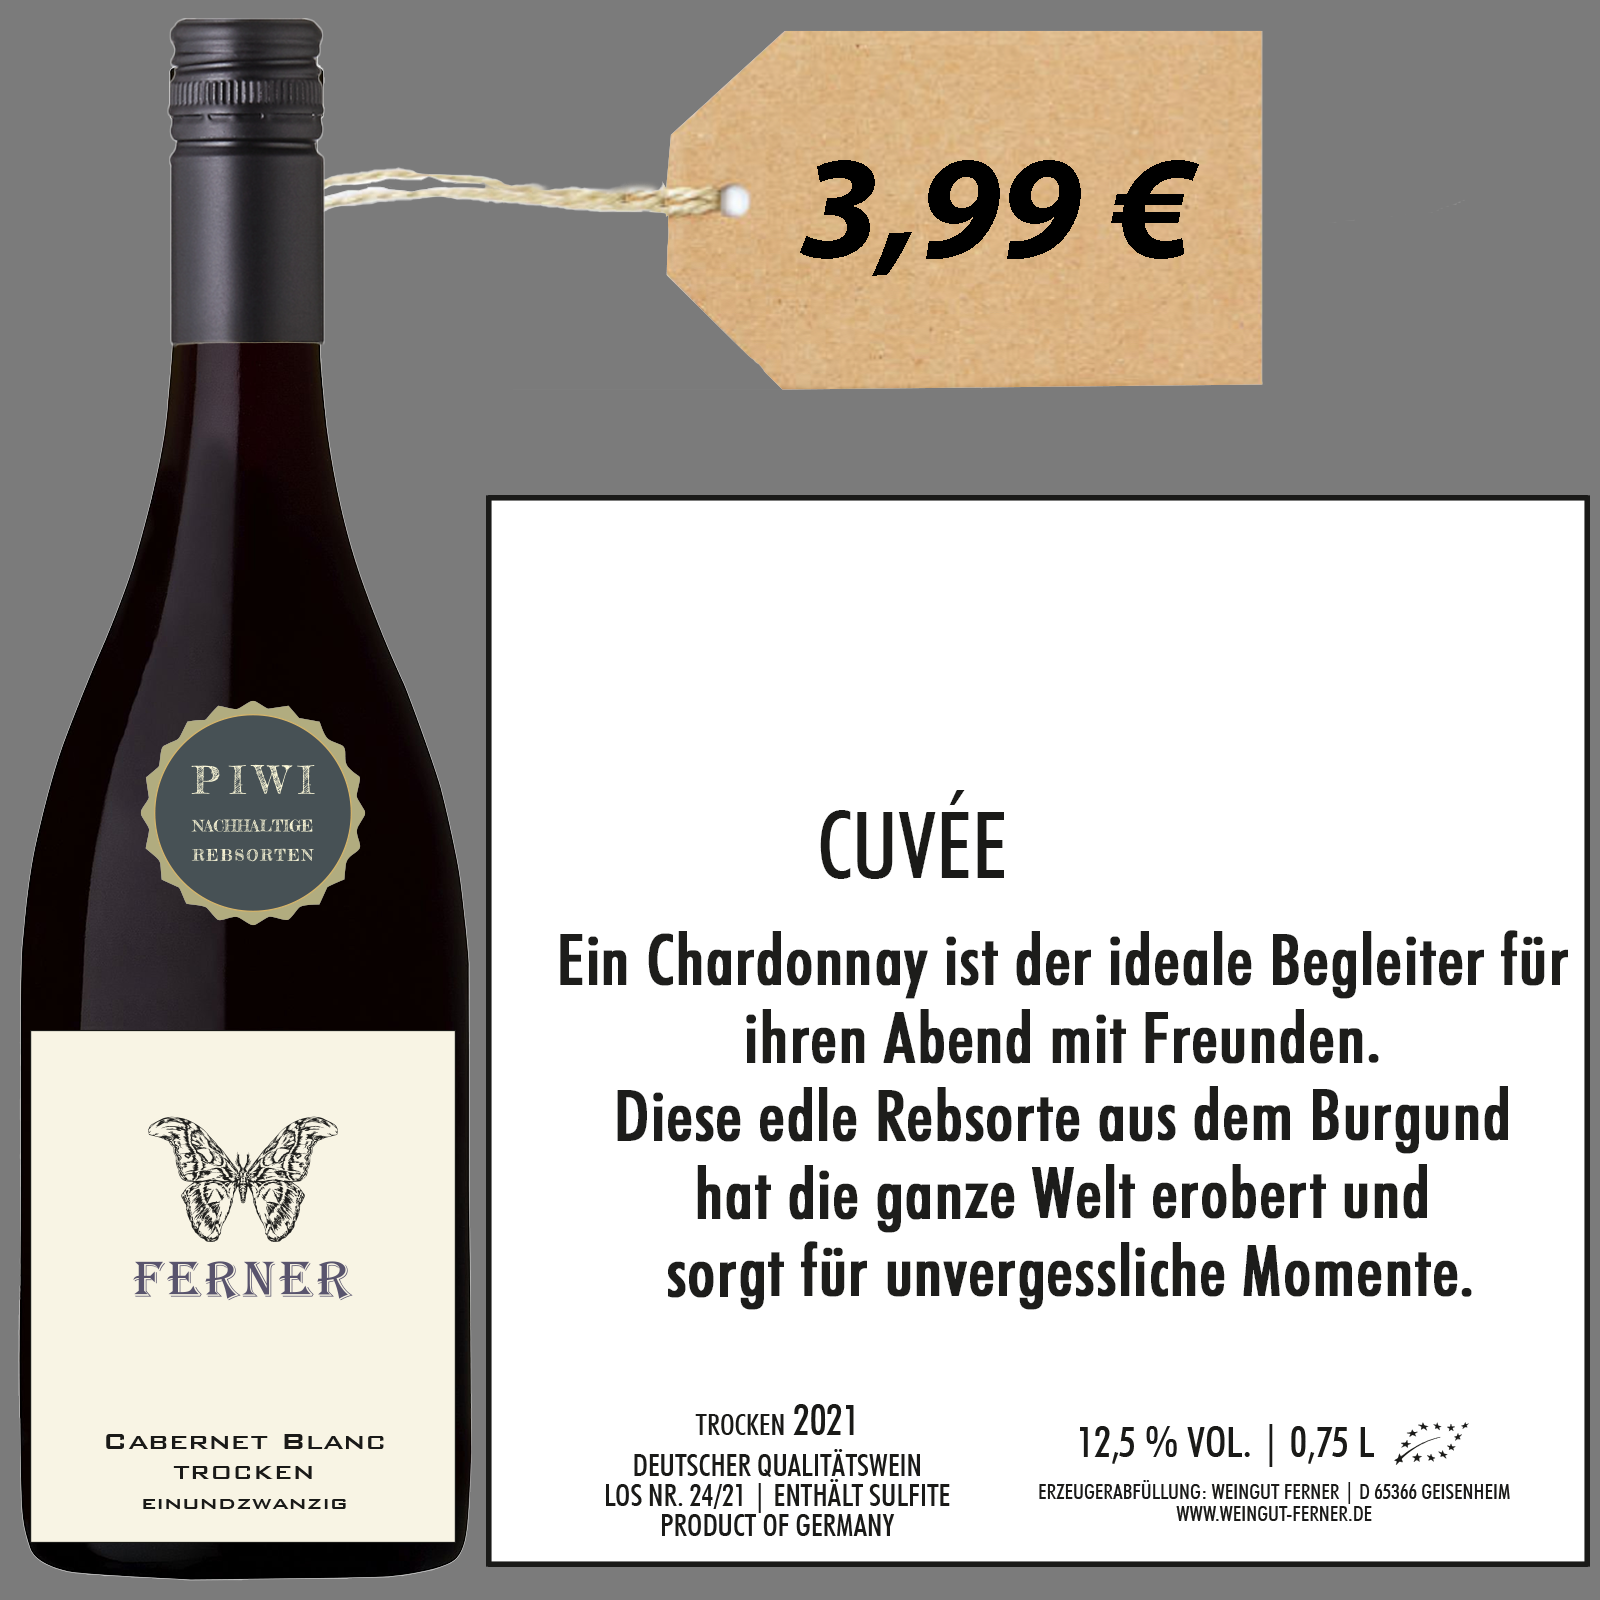 3,99 €
PIWI
NACHHALTIGE
REBSORTEN
FERNER
CABERNET BLANC
TROCKEN
EINUNDZWANZIG
CUVÉE
Ein Chardonnay ist der ideale Begleiter für
ihren Abend mit Freunden.
Diese edle Rebsorte aus dem Burgund
hat die ganze Welt erobert und
sorgt für unvergessliche Momente.
TROCKEN 2021
DEUTSCHER QUALITÄTSWEIN
LOS NR. 24/21 | ENTHÄLT SULFITE
PRODUCT OF GERMANY
12,5 % VOL. | 0,75 L
ERZEUGERABFÜLLUNG: WEINGUT FERNER | D 65366 GEISENHEIM
WWW.WEINGUT-FERNER.DE